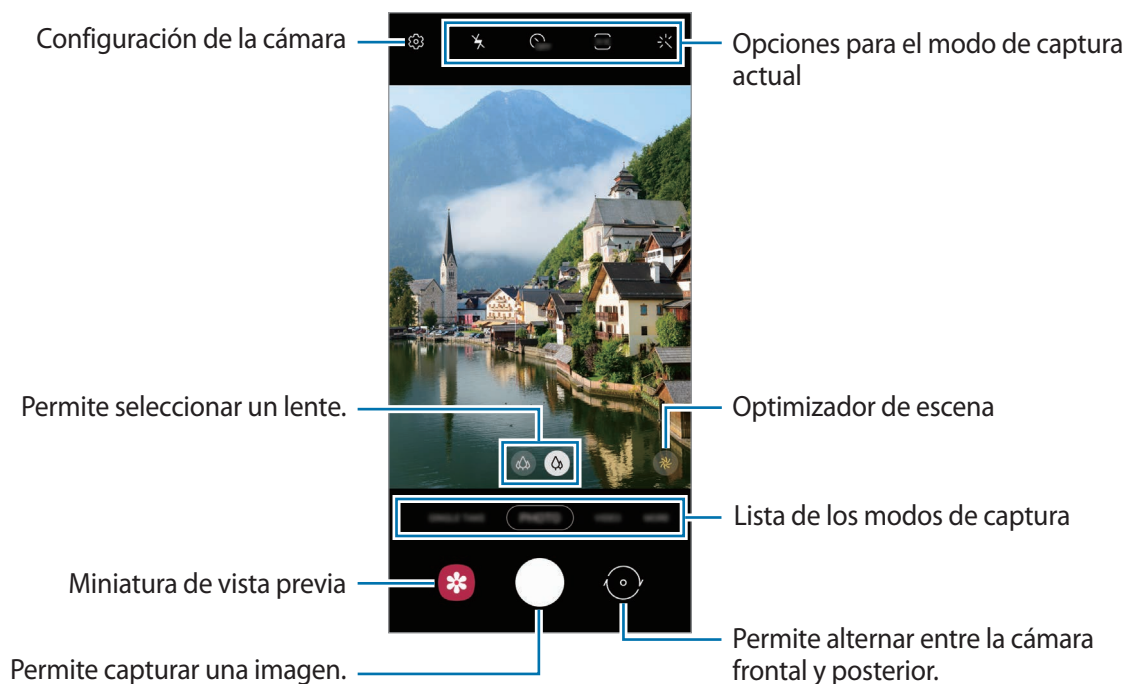 Configuración de la cámara
Opciones para el modo de captura
actual
Permite seleccionar un lente.
Optimizador de escena
PHOTO
Lista de los modos de captura
Miniatura de vista previa
Permite capturar una imagen.
Permite alternar entre la cámara
frontal y posterior.